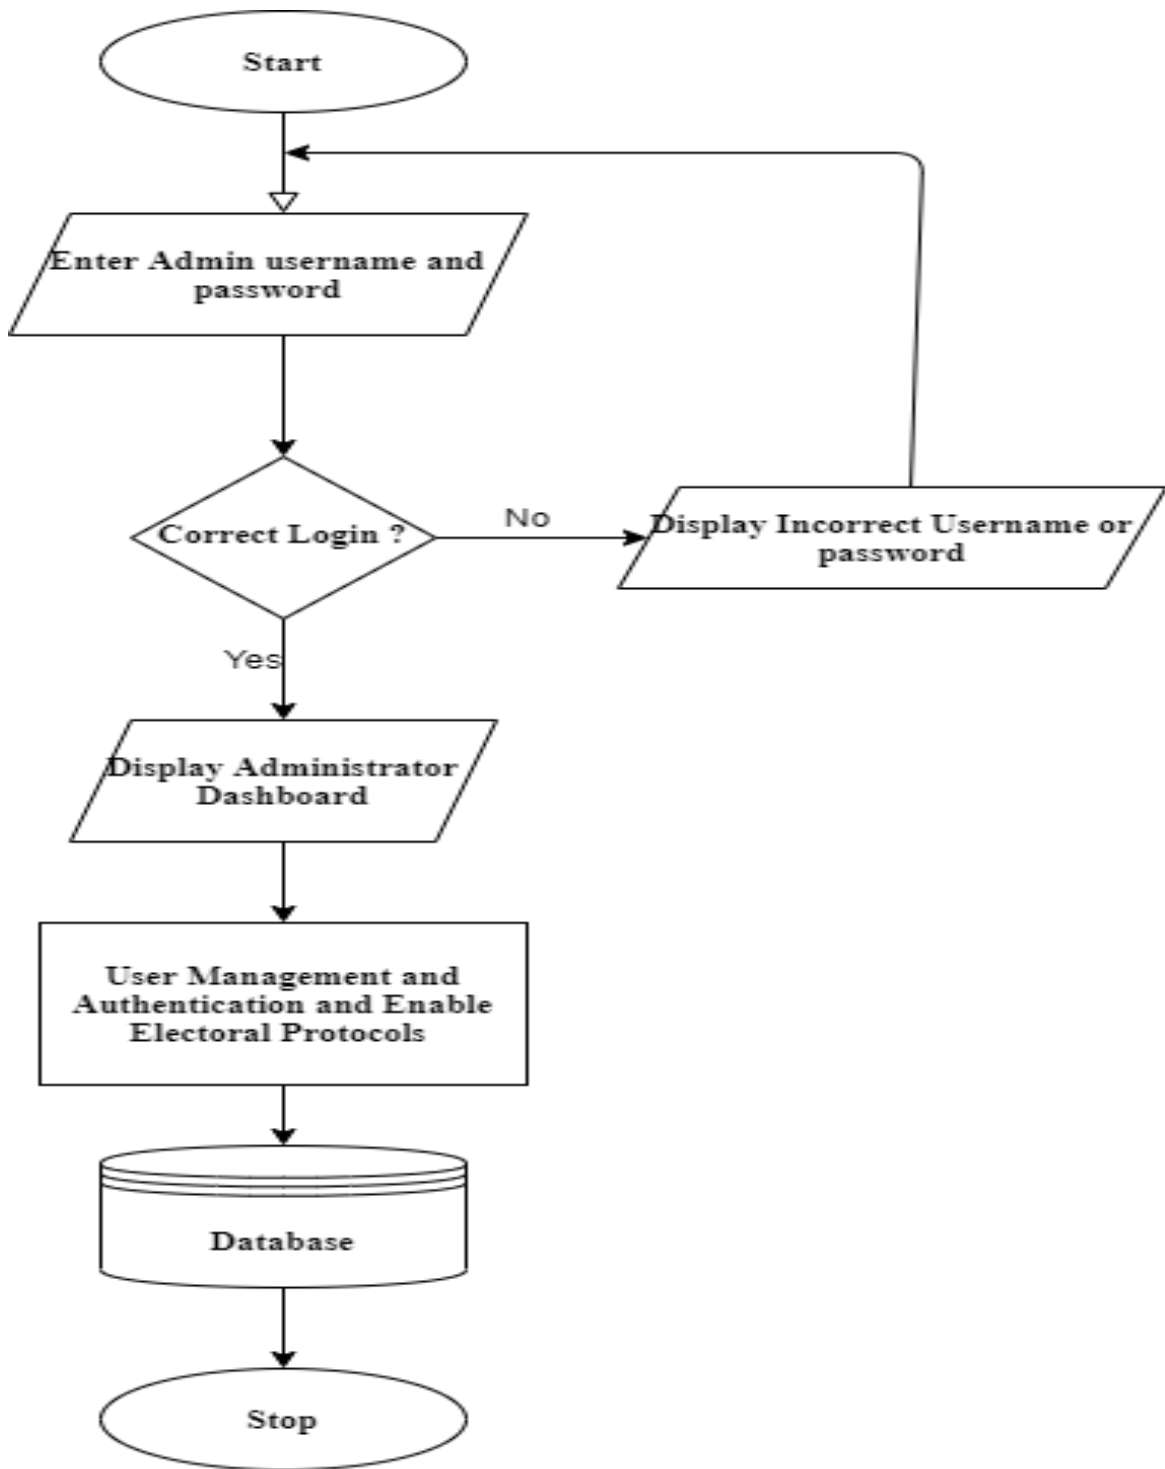 Start
Enter Admin username and
password
Correct Login ?
No
Display Incorrect Username or
password
Yes
Display Administrator
Dashboard
User Management and
Authentication and Enable
Electoral Protocols
Database
Stop